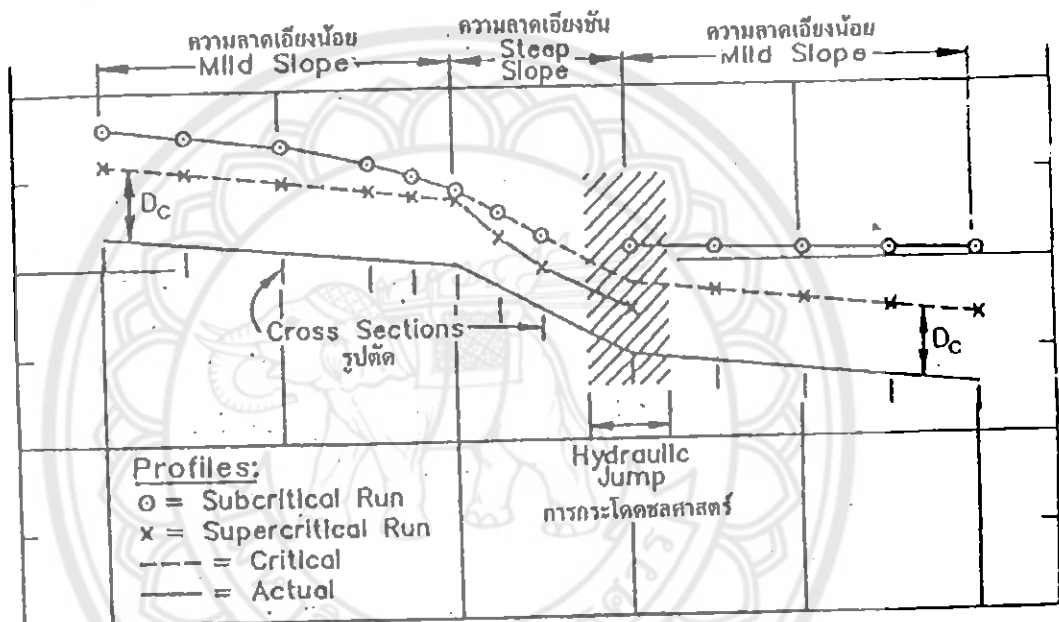 ความลาดเอียงน้อย
Mild Slope
ความลาดเอียงชัน
Steep
Slope
ความลาดเอียงน้อย
Mild Slope
Dc
Cross Sections
รูปตัด
Dc
Hydraulic
Jump
การกระโดดชลศาสตร์
Profiles:
⊙ = Subcritical Run
x = Supercritical Run
---- = Critical
—— = Actual